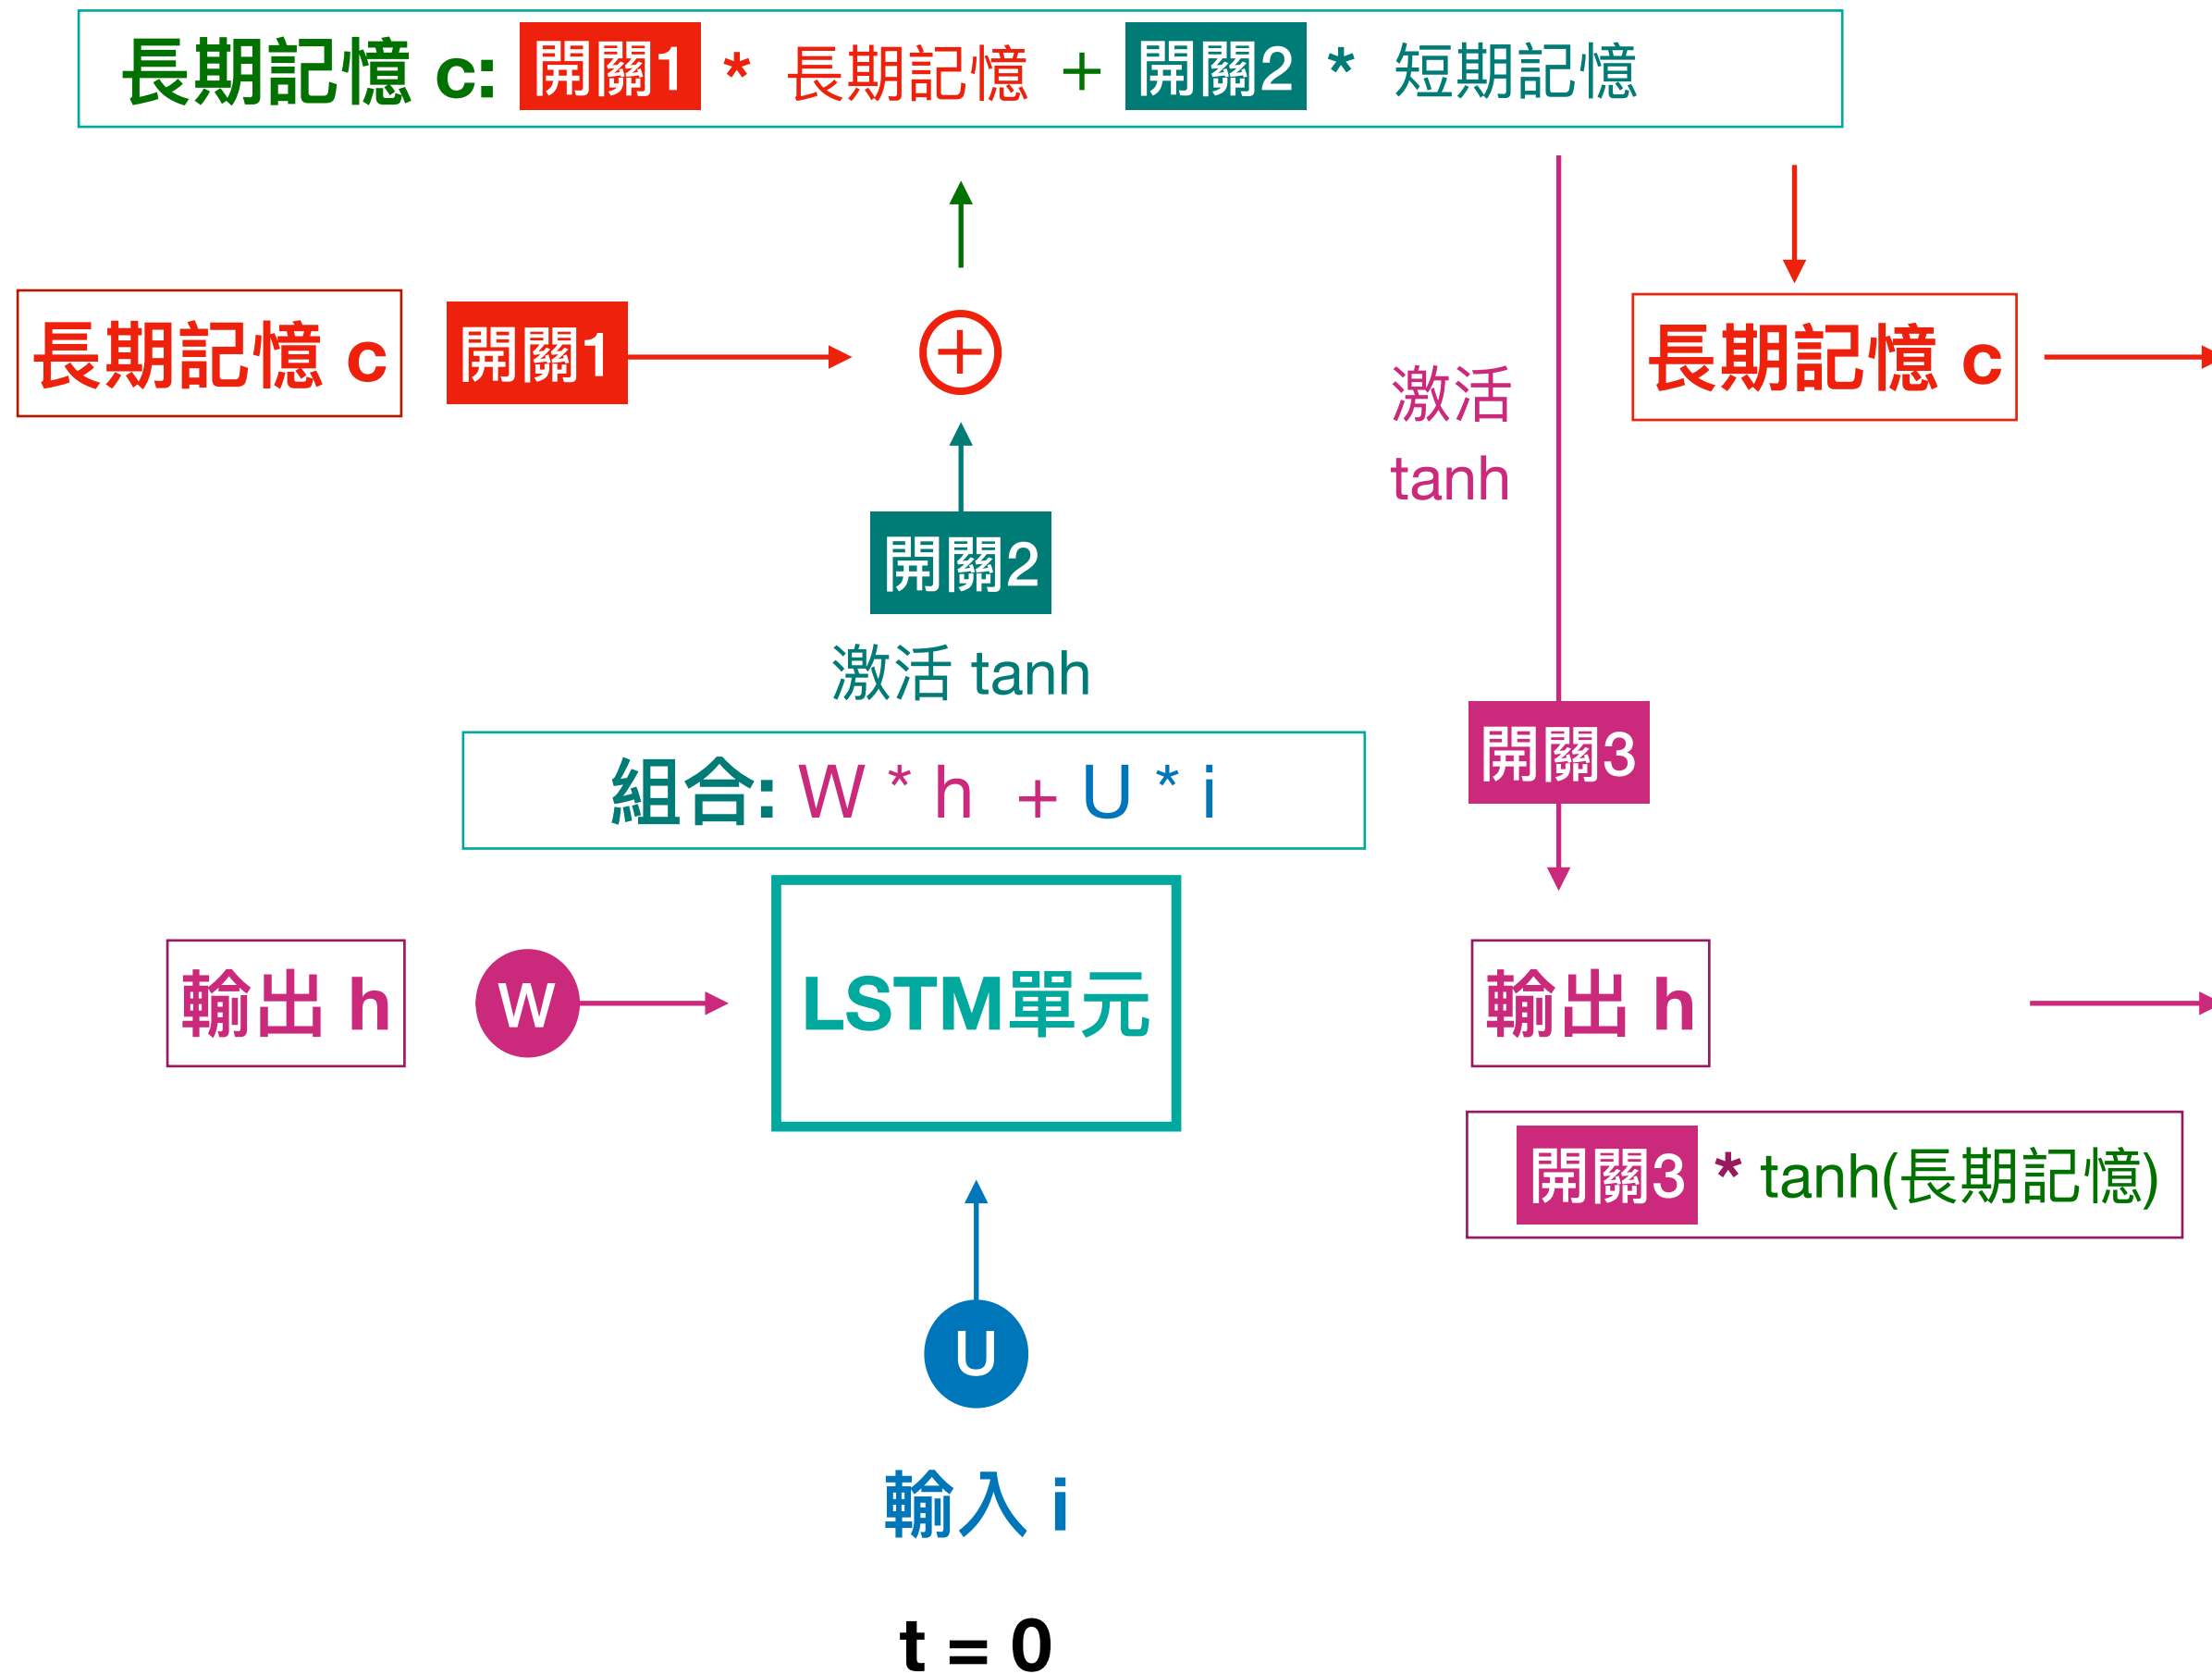 長期記憶 c: 開關1 * 長期記憶 + 開關2 * 短期記憶
長期記憶 c
開關1
長期記憶 c
激活
tanh
開關2
激活 tanh
開關3
組合: W * h + U * i
輸出 h
W
LSTM單元
輸出 h
開關3 * tanh(長期記憶)
U
輸入 i
t = 0